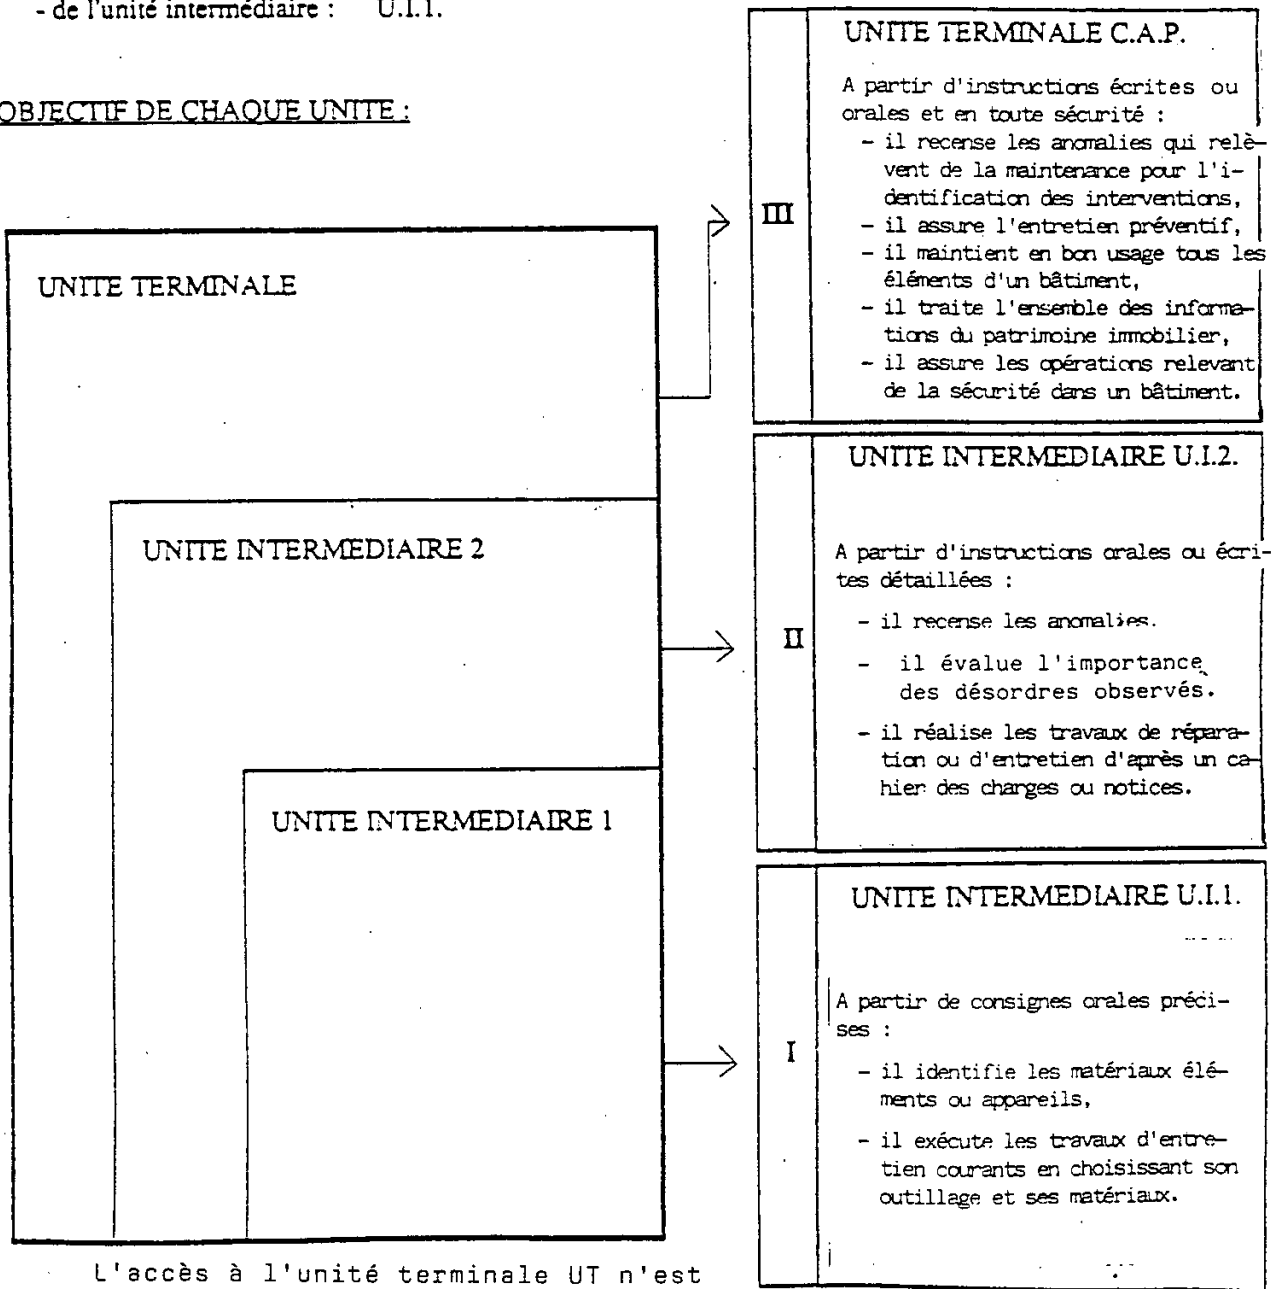 - de l'unité intermédiaire : U.I.1.
OBJECTIF DE CHAQUE UNITE :
UNITE TERMINALE
UNITE INTERMEDIAIRE 2
UNITE INTERMEDIAIRE 1
III
UNITE TERMINALE C.A.P.
A partir d'instructions écrites ou
orales et en toute sécurité :
- il recense les anomalies qui relè-
vent de la maintenance pour l'i-
dentification des interventions,
- il assure l'entretien préventif,
- il maintient en bon usage tous les
éléments d'un bâtiment,
- il traite l'ensemble des informa-
tions du patrimoine immobilier,
- il assure les opérations relevant
de la sécurité dans un bâtiment.
II
UNITE INTERMEDIAIRE U.I.2.
A partir d'instructions orales ou écri-
tes détaillées :
- il recense les anomalies.
- il évalue l'importance
des désordres observés.
- il réalise les travaux de répara-
tion ou d'entretien d'après un ca-
hier des charges ou notices.
I
UNITE INTERMEDIAIRE U.I.1.
A partir de consignes orales préci-
ses :
- il identifie les matériaux élé-
ments ou appareils,
- il exécute les travaux d'entre-
tien courants en choisissant son
outillage et ses matériaux.
L'accès à l'unité terminale UT n'est